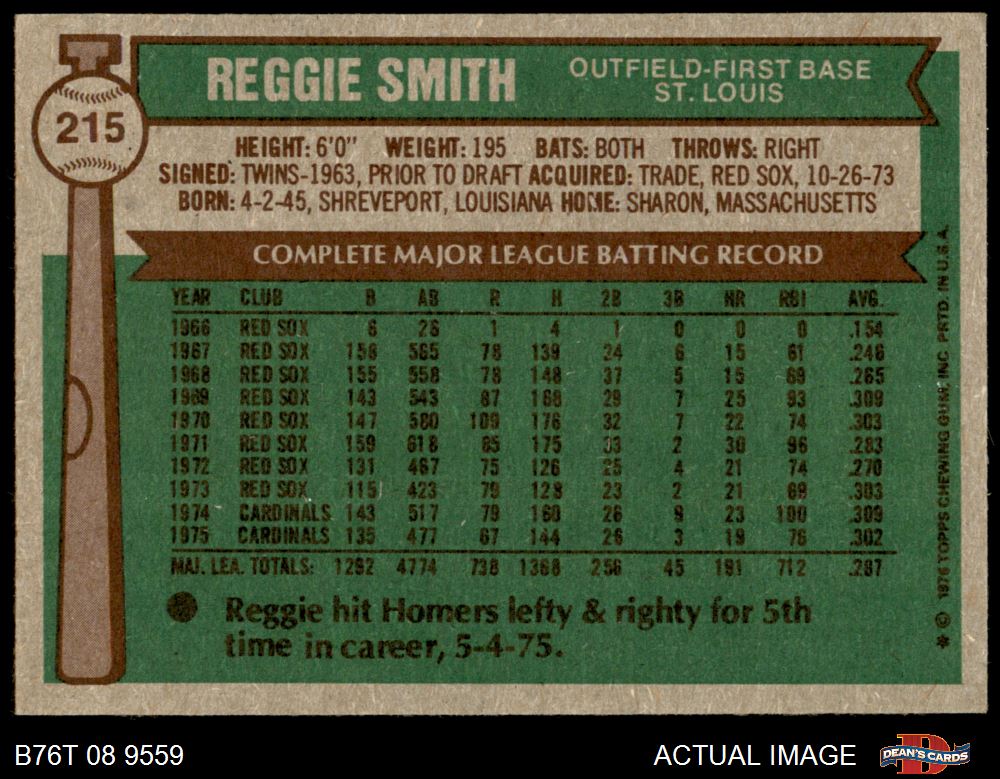 215
REGGIE SMITH
OUTFIELD-FIRST BASE
ST. LOUIS
HEIGHT: 6'0" WEIGHT: 195 BATS: BOTH THROWS: RIGHT
SIGNED: TWINS-1963, PRIOR TO DRAFT ACQUIRED: TRADE, RED SOX, 10-26-73
BORN: 4-2-45, SHREVEPORT, LOUISIANA HOME: SHARON, MASSACHUSETTS
COMPLETE MAJOR LEAGUE BATTING RECORD
YEAR CLUB G AB R H 2B 3B HR RBI AVG.
1966 RED SOX 6 26 1 4 1 0 0 0 .154
1967 RED SOX 158 565 78 139 24 6 15 61 .246
1968 RED SOX 155 558 78 148 37 5 15 69 .265
1969 RED SOX 143 543 87 168 29 7 25 93 .309
1970 RED SOX 147 580 109 176 32 7 22 74 .303
1971 RED SOX 159 618 85 175 33 2 30 96 .283
1972 RED SOX 131 467 75 126 25 4 21 74 .270
1973 RED SOX 115 423 79 128 23 2 21 69 .303
1974 CARDINALS 143 517 79 160 26 9 23 100 .309
1975 CARDINALS 135 477 67 144 26 3 19 76 .302
MAJ. LEA. TOTALS: 1292 4774 738 1368 256 45 191 712 .287
Reggie hit Homers lefty & righty for 5th
time in career, 5-4-75.
* © 1976 TOPPS CHEWING GUM, INC. PRTD. IN U.S.A.
B76T 08 9559
ACTUAL IMAGE
D
DEAN'S CARDS